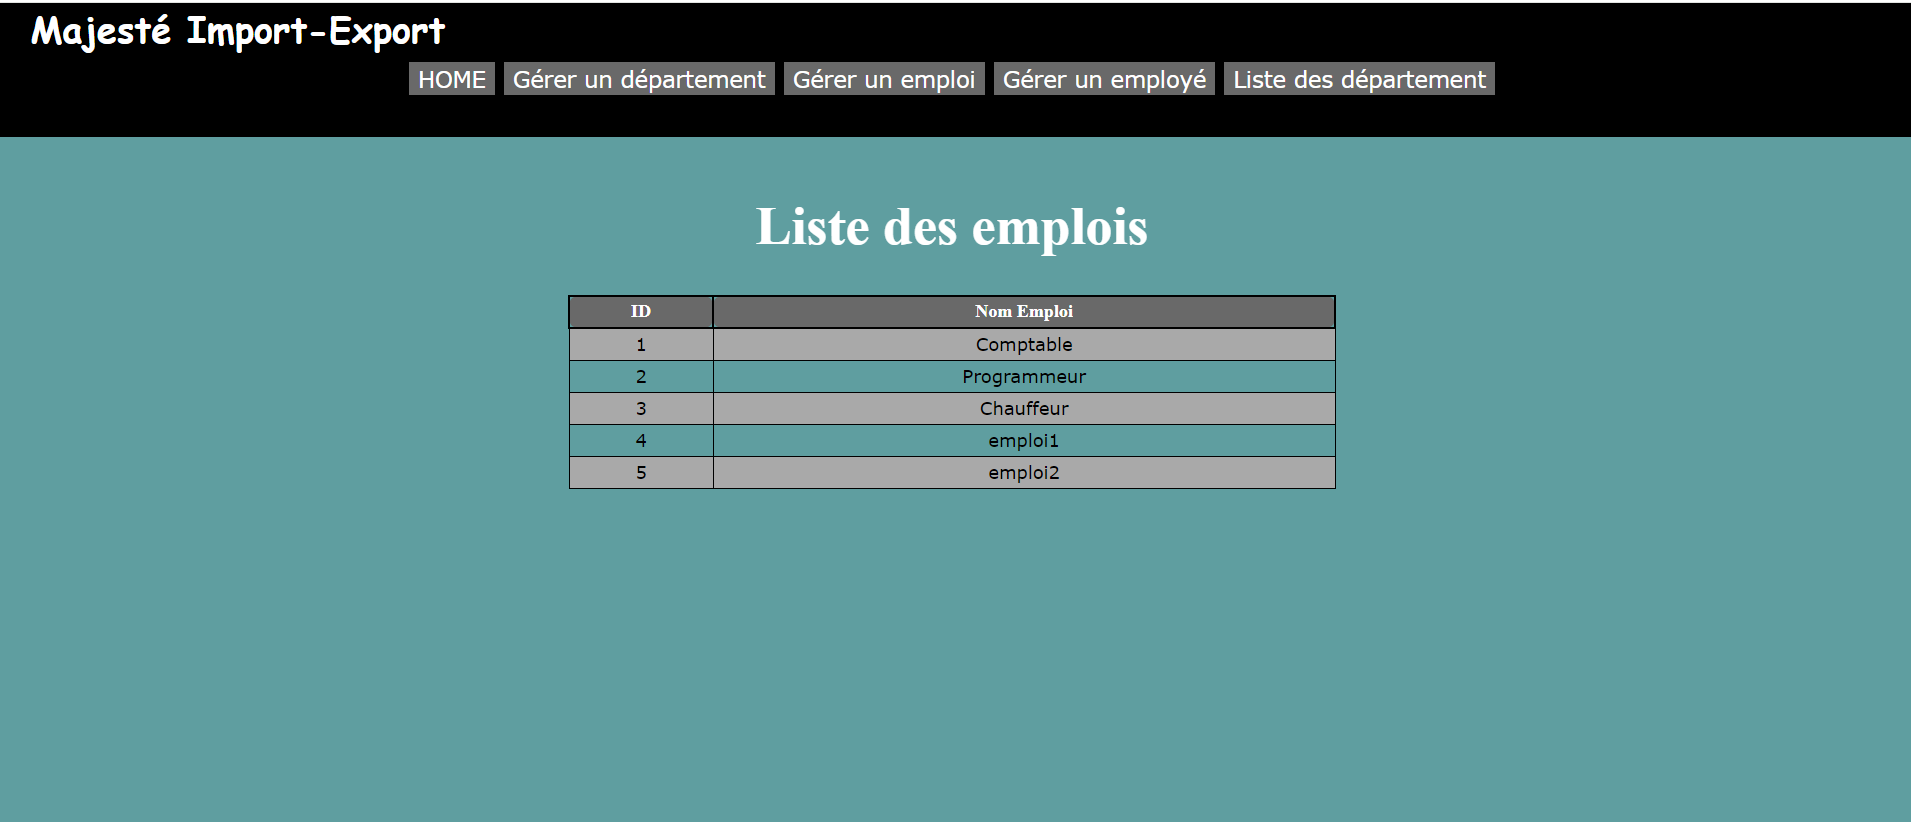 Majesté Import-Export
HOME Gérer un département Gérer un emploi Gérer un employé Liste des département
Liste des emplois
ID Nom Emploi
1 Comptable
2 Programmeur
3 Chauffeur
4 emploi1
5 emploi2